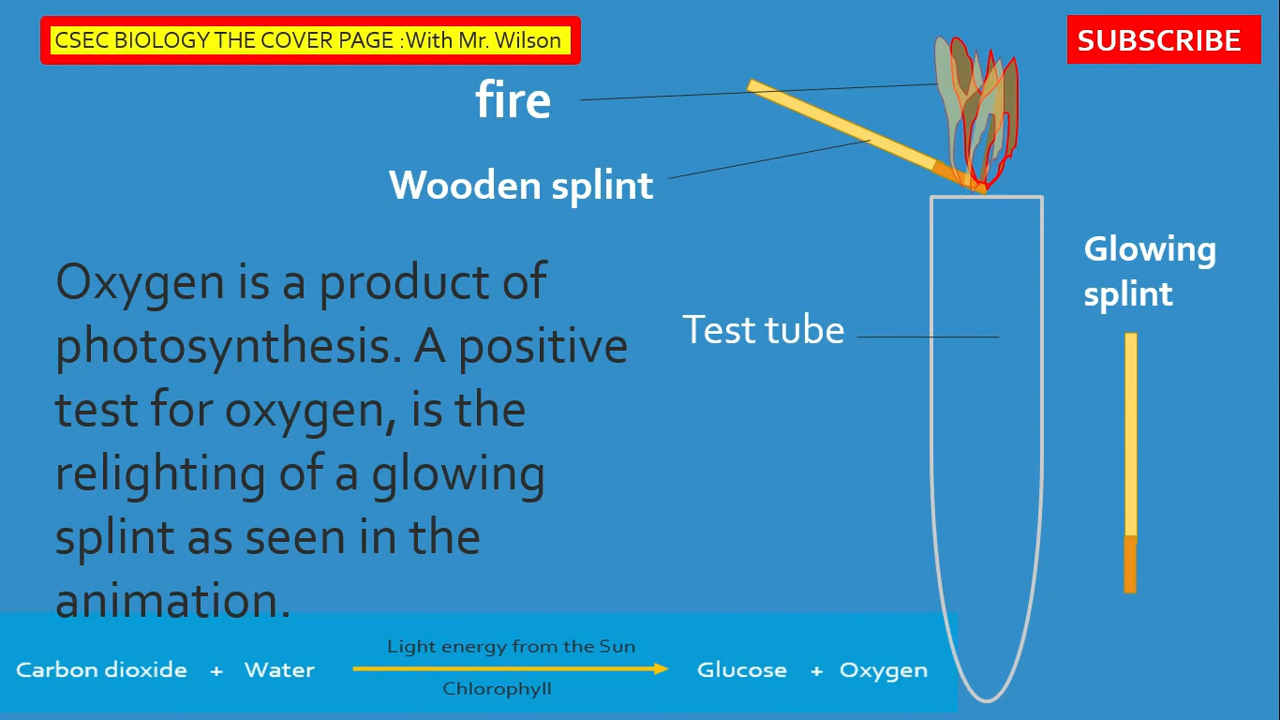 CSEC BIOLOGY THE COVER PAGE :With Mr. Wilson
SUBSCRIBE
fire
Wooden splint
Glowing
splint
Test tube
Oxygen is a product of
photosynthesis. A positive
test for oxygen, is the
relighting of a glowing
splint as seen in the
animation.
Light energy from the Sun
Carbon dioxide + Water Glucose + Oxygen
Chlorophyll